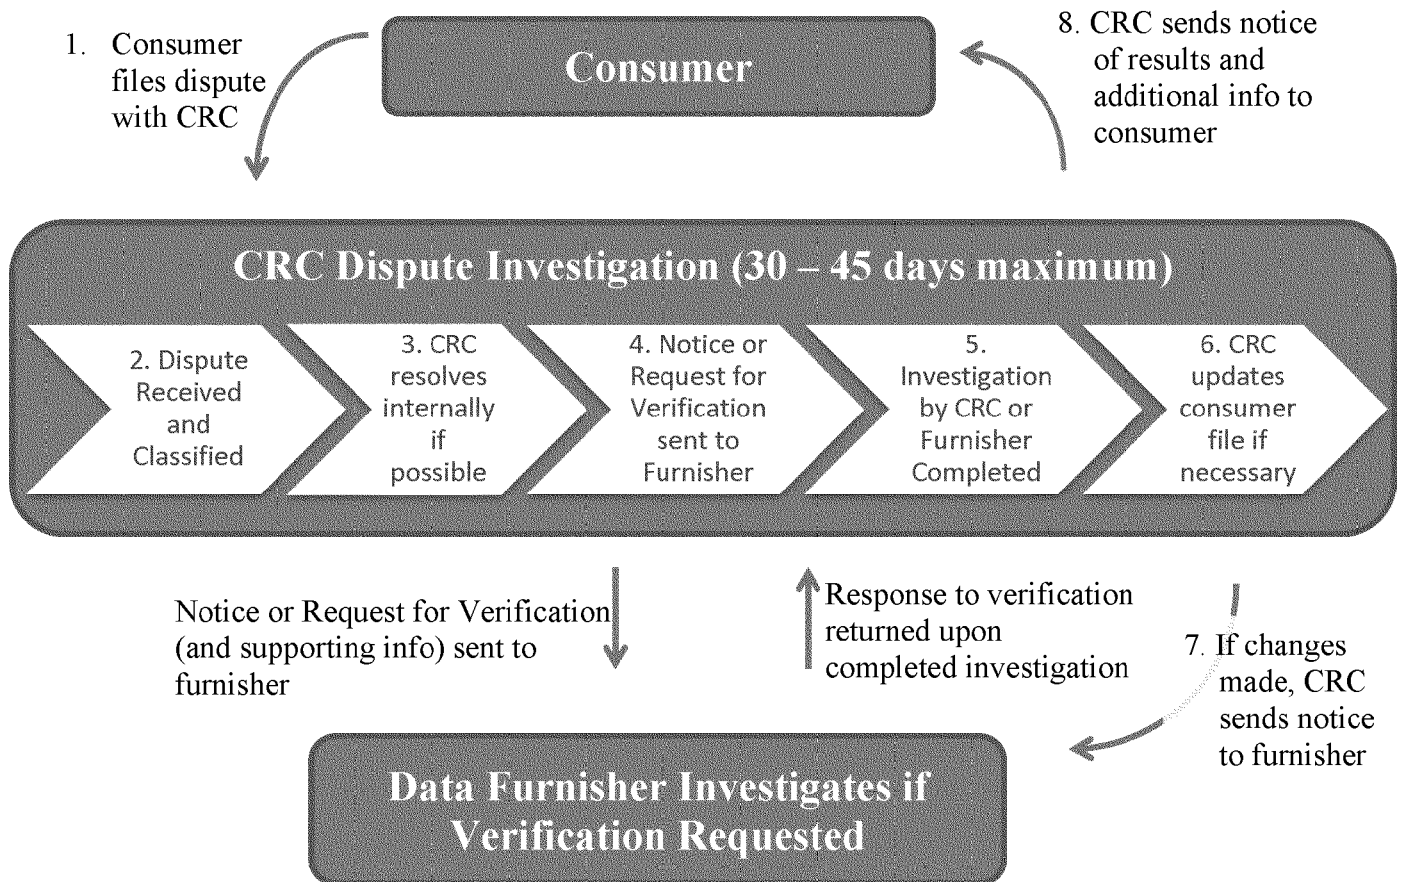 1. Consumer
files dispute
with CRC
Consumer
8. CRC sends notice
of results and
additional info to
consumer
CRC Dispute Investigation (30 – 45 days maximum)
2. Dispute
Received
and
Classified
3. CRC
resolves
internally
if
possible
4. Notice or
Request for
Verification
sent to
Furnisher
5.
Investigation
by CRC or
Furnisher
Completed
6. CRC
updates
consumer
file if
necessary
Notice or Request for Verification
(and supporting info) sent to
furnisher
Response to verification
returned upon
completed investigation
7. If changes
made, CRC
sends notice
to furnisher
Data Furnisher Investigates if
Verification Requested